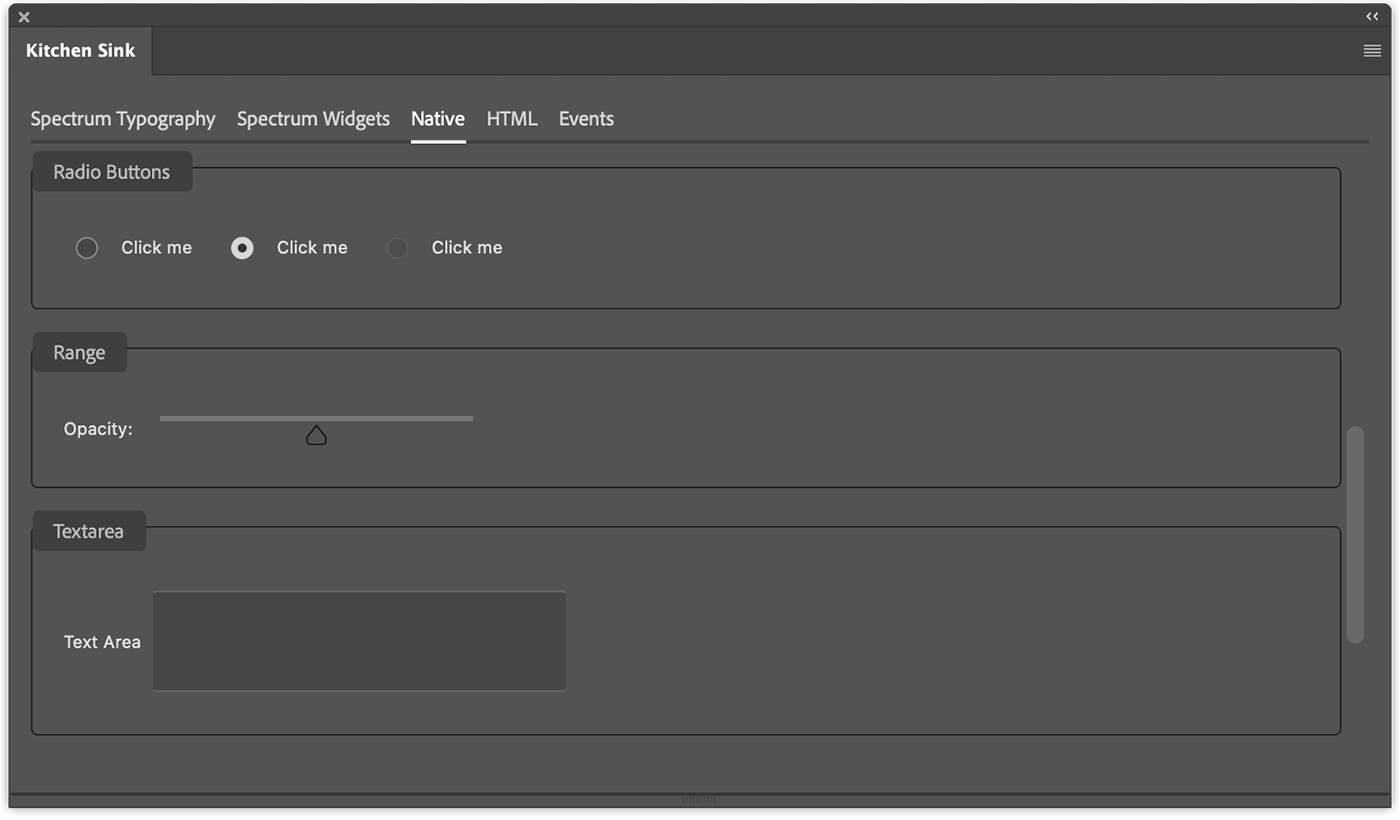 Kitchen Sink
Spectrum Typography Spectrum Widgets Native HTML Events
Radio Buttons
Click me Click me Click me
Range
Opacity:
Textarea
Text Area